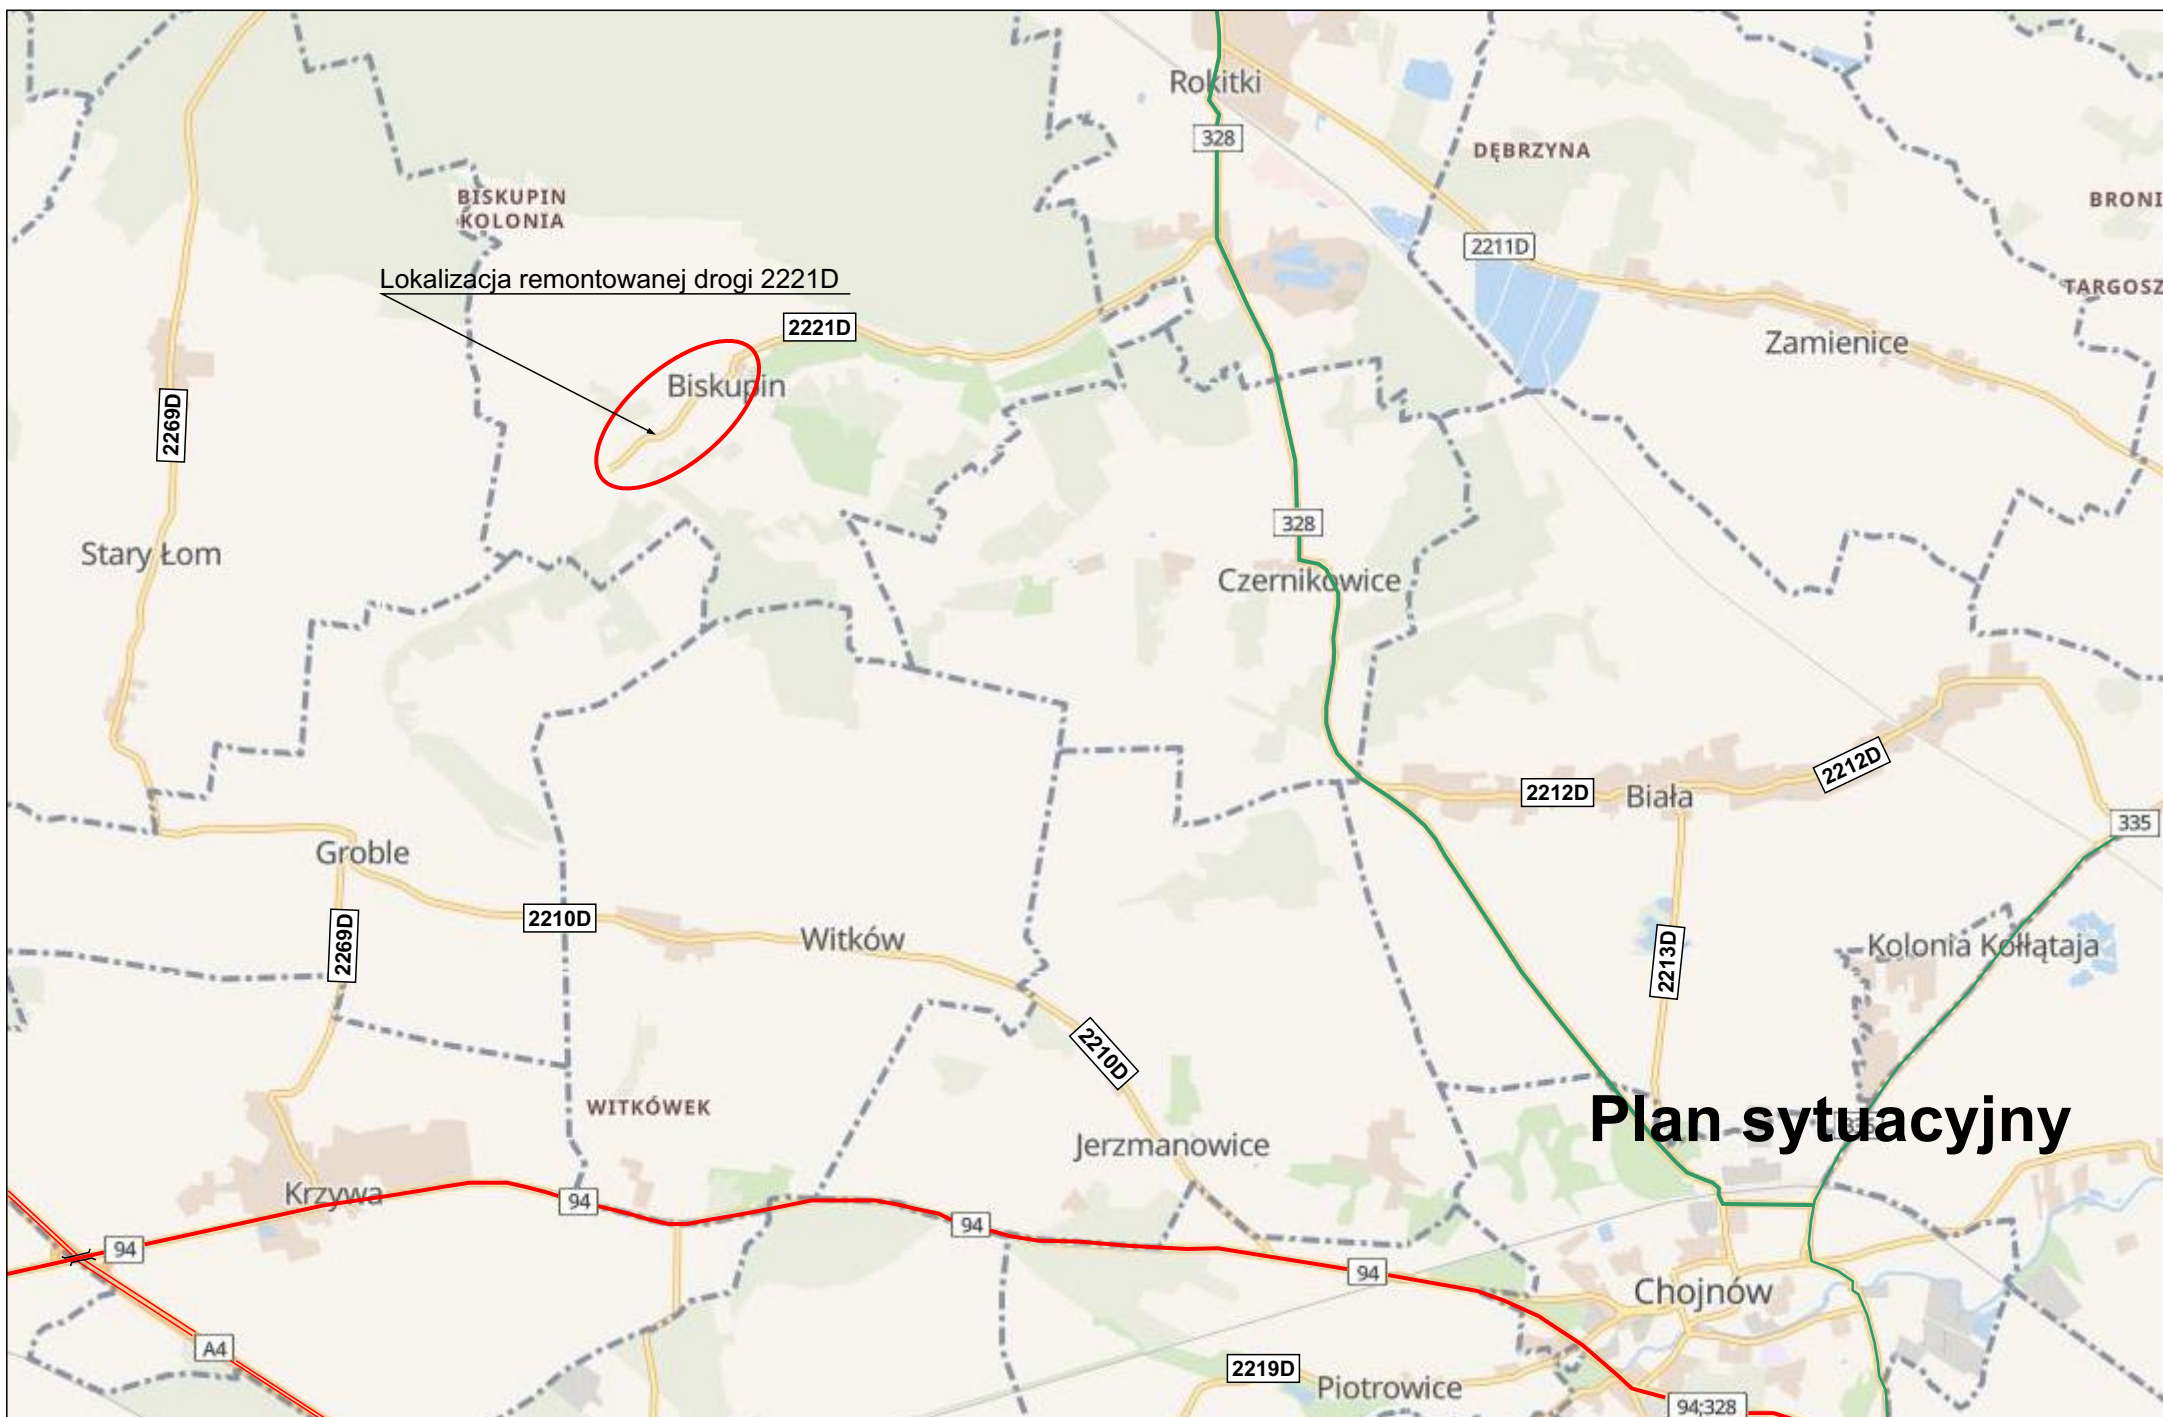 Rokitki
328
DĘBRZYNA
BISKUPIN
KOLONIA
BRONI
2211D
Lokalizacja remontowanej drogi 2221D
TARGOSZ
2221D
Zamienice
Biskupin
2269D
328
Stary Łom
Czernikowice
2212D
2212D
Biała
335
Groble
2210D
2269D
Witków
2213D
Kolonia Kołłątaja
2210D
WITKÓWEK
Plan sytuacyjny
335
Jerzmanowice
Krzywa
94
94
94
94
Chojnów
A4
2219D
Piotrowice
94;328